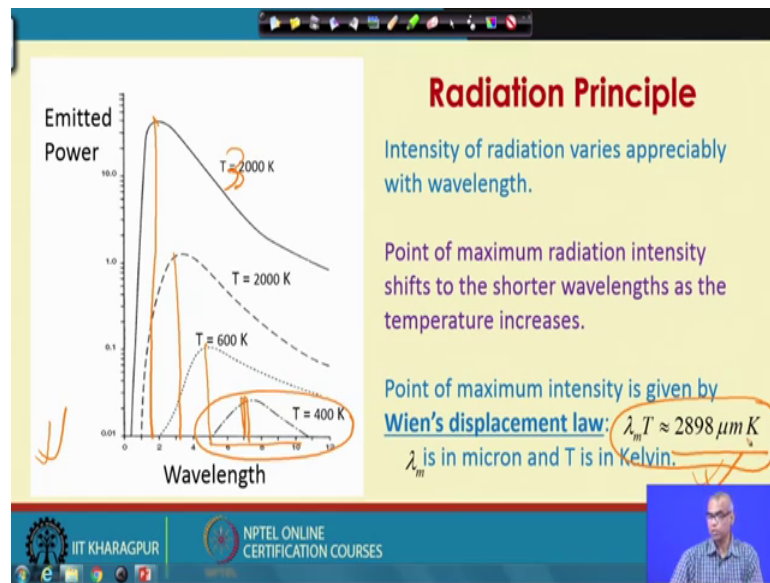 Radiation Principle
Emitted
Power
10.0
1.0
0.1
0.01
T = 2000 K
3
T = 2000 K
T = 600 K
T = 400 K
0
2
4
6
8
10
12
Wavelength
Intensity of radiation varies appreciably
with wavelength.
Point of maximum radiation intensity
shifts to the shorter wavelengths as the
temperature increases.
Point of maximum intensity is given by
Wien's displacement law: λₘT ≈ 2898 μm K
λₘ is in micron and T is in Kelvin.
IIT KHARAGPUR
NPTEL ONLINE
CERTIFICATION COURSES
NPTEL